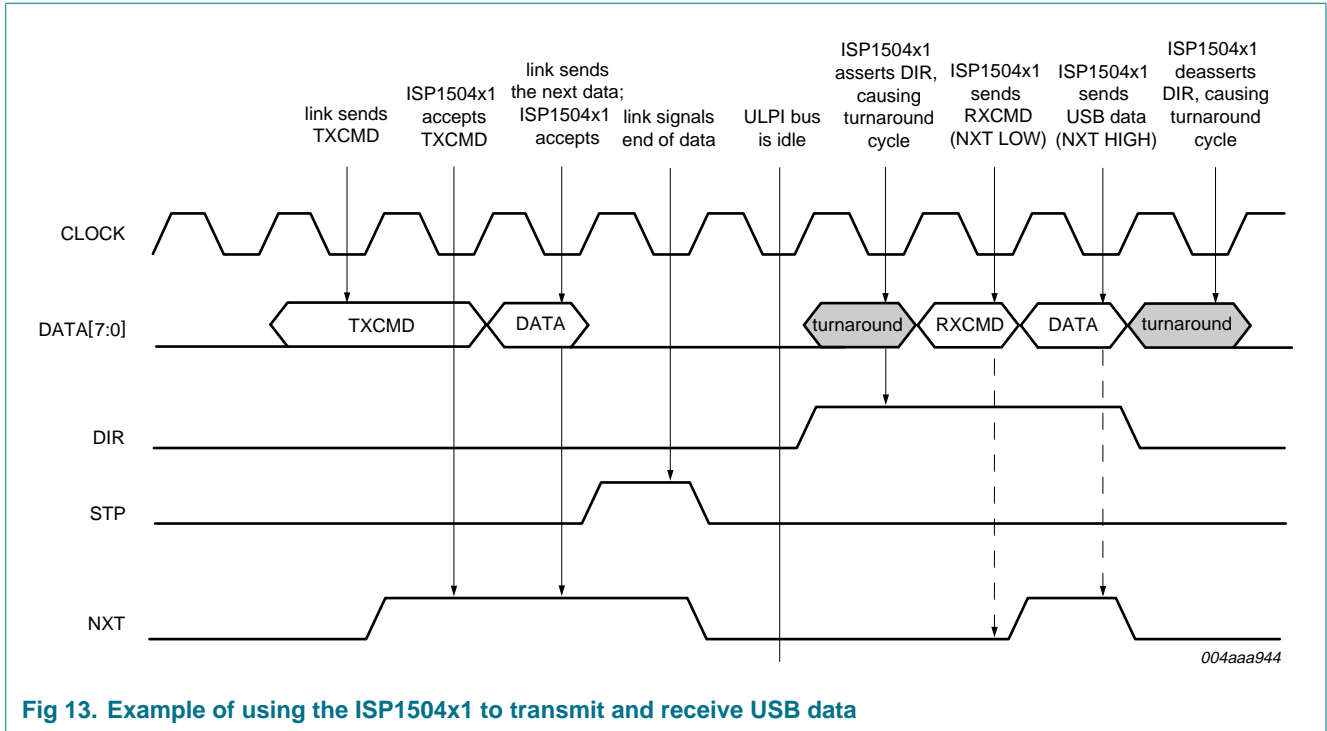 link sends
TXCMD
ISP1504x1
accepts
TXCMD
link sends
the next data;
ISP1504x1
accepts
link signals
end of data
ULPI bus
is idle
ISP1504x1
asserts DIR,
causing
turnaround
cycle
ISP1504x1
sends
RXCMD
(NXT LOW)
ISP1504x1
sends
USB data
(NXT HIGH)
ISP1504x1
deasserts
DIR, causing
turnaround
cycle
CLOCK
DATA[7:0]
TXCMD
DATA
turnaround
RXCMD
DATA
turnaround
DIR
STP
NXT
004aaa944
Fig 13. Example of using the ISP1504x1 to transmit and receive USB data